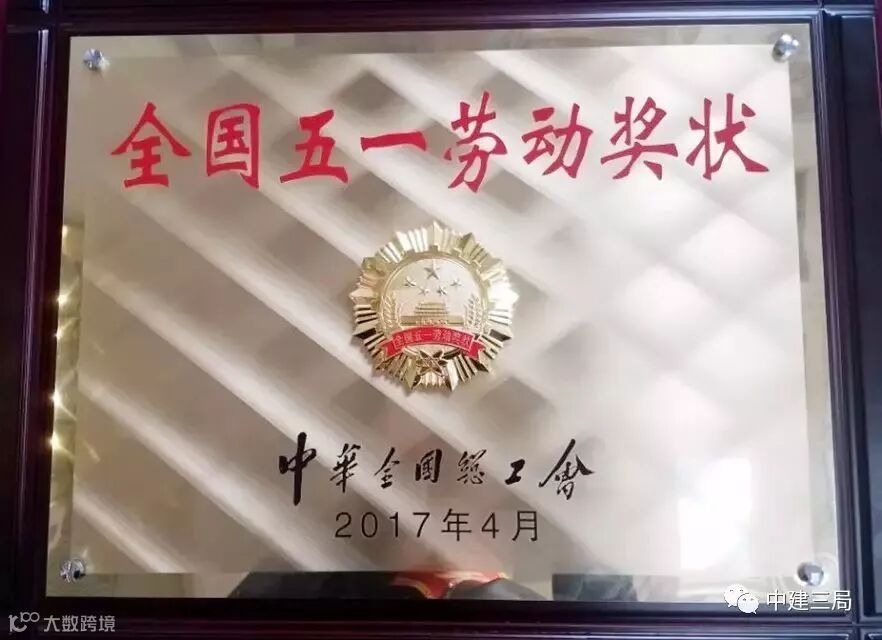 全国五一劳动奖状
全国五一劳动奖状
中华全国总工会
2017年4月
中建三局
大数跨境